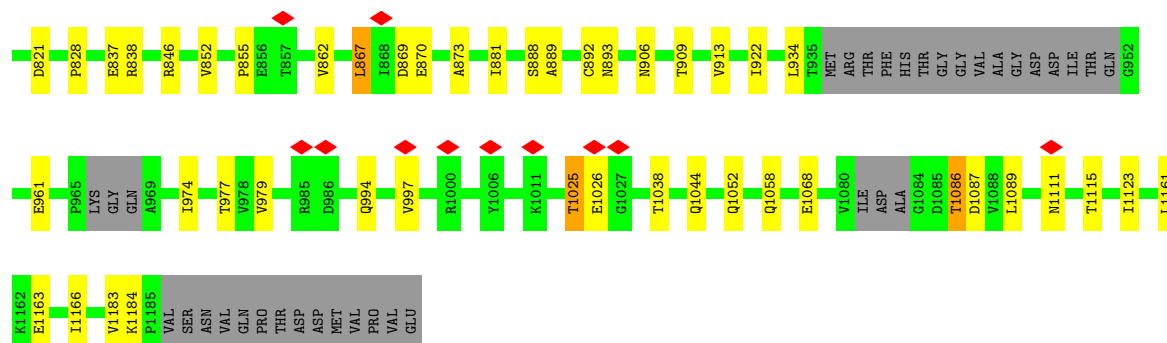 D821 P828 E837 R838 R846 V852 P855 E856 T857 V862 L867 I868 D869 E870 A873 I881 S888 A889 C892 N893 N906 T909 V913 I922 L934 T935 MET ARG THR PHE HIS THR GLY GLY VAL ALA GLY ASP ASP ILE THR GLN G952
E961 P965 LYS GLY GLN A969 I974 T977 V978 V979 R985 D986 Q994 V997 R1000 Y1006 K1011 T1025 E1026 G1027 T1038 Q1044 Q1052 Q1058 E1068 V1080 ILE ASP ALA G1084 D1085 T1086 D1087 V1088 L1089 N1111 T1115 I1123 L1161
K1162 E1163 I1166 V1183 K1184 P1185 VAL SER ASN VAL GLN PRO THR ASP ASP MET VAL PRO VAL GLU